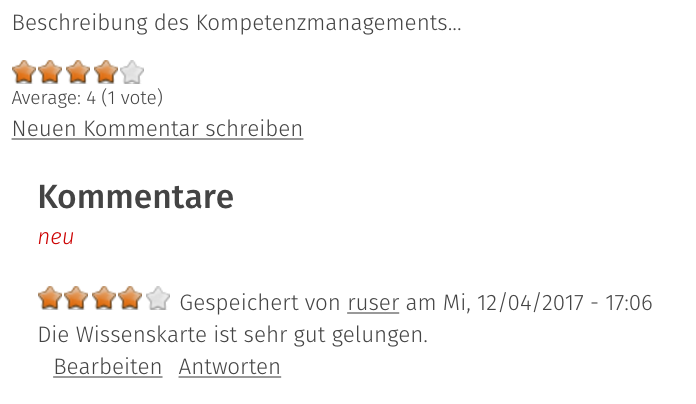 Beschreibung des Kompetenzmanagements...
Average: 4 (1 vote)
Neuen Kommentar schreiben
Kommentare
neu
Gespeichert von ruser am Mi, 12/04/2017 - 17:06
Die Wissenskarte ist sehr gut gelungen.
Bearbeiten Antworten